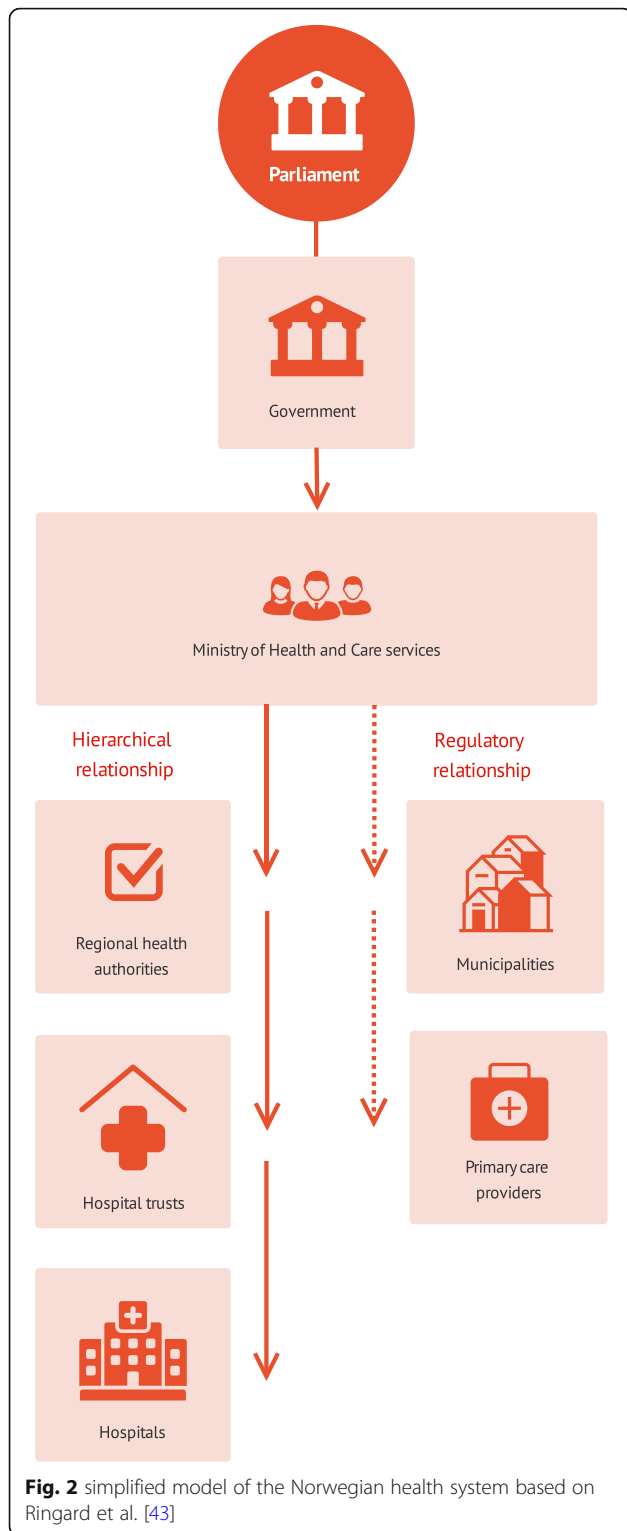 Parliament
Government
Ministry of Health and Care services
Hierarchical
relationship
Regulatory
relationship
Regional health
authorities
Municipalities
Hospital trusts
Primary care
providers
Hospitals
Fig. 2 simplified model of the Norwegian health system based on
Ringard et al. [43]